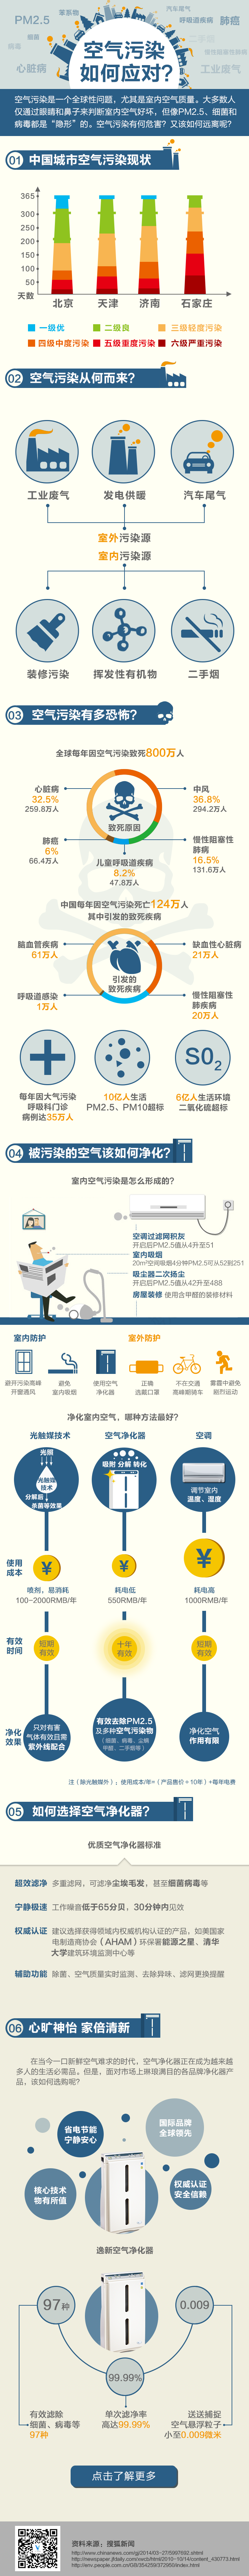 PM2.5
苯系物
汽车尾气
细菌
呼吸道疾病
肺癌
病毒
二手烟
心脏病
慢性阻塞性肺病
工业废气
空气污染
如何应对?
空气污染是一个全球性问题，尤其是室内空气质量。大多数人
仅通过眼睛和鼻子来判断室内空气好坏，但像PM2.5、细菌和
病毒都是“隐形”的。空气污染有何危害？又该如何远离呢？
01 中国城市空气污染现状
365
300
250
200
150
100
50
天数
北京 天津 济南 石家庄
一级优 二级良 三级轻度污染
四级中度污染 五级重度污染 六级严重污染
02 空气污染从何而来?
工业废气 发电供暖 汽车尾气
室外污染源
室内污染源
装修污染 挥发性有机物 二手烟
03 空气污染有多恐怖?
全球每年因空气污染致死800万人
心脏病
32.5%
259.8万人
中风
36.8%
294.2万人
致死原因
肺癌
6%
66.4万人
慢性阻塞性
肺病
16.5%
131.6万人
儿童呼吸道疾病
8.2%
47.8万人
中国每年因空气污染死亡124万人
其中引发的致死疾病
脑血管疾病
61万人
缺血性心脏病
21万人
引发的
致死疾病
呼吸道感染
1万人
慢性阻塞性
肺疾病
20万人
SO2
每年因大气污染
呼吸科门诊
病例达35万人
10亿人生活
PM2.5、PM10超标
6亿人生活环境
二氧化硫超标
04 被污染的空气该如何净化?
室内空气污染是怎么形成的?
空调过滤网积灰
开启后PM2.5值从4升至51
室内吸烟
20m²空间吸烟4分钟PM2.5可从52到251
吸尘器二次扬尘
开启后PM2.5值从42升至488
房屋装修 使用含甲醛的装修材料
室内防护 室外防护
避开污染高峰
开窗通风
避免
室内吸烟
使用空气
净化器
正确
选戴口罩
不在交通
高峰期骑车
雾霾中避免
剧烈运动
净化室内空气，哪种方法最好?
光触媒技术 空气净化器 空调
光照
光触媒
技术
分解后
杀菌等效果
吸附 分解 转化
调节室内
温度、湿度
使用
成本
¥ ¥ ¥
喷剂，易消耗
100-2000RMB/年
耗电低
550RMB/年
耗电高
1000RMB/年
有效
时间
短期
有效
十年
有效
短期
有效
净化
效果
只对有害
气体有效且需
紫外线配合
有效去除PM2.5
及多种空气污染物
（细菌、病毒、尘螨
甲醛、二手烟等）
净化空气
作用有限
注（除光触媒外）：使用成本/年=（产品售价÷10年）+每年电费
05 如何选择空气净化器?
优质空气净化器标准
超效滤净 多重滤网，可滤净尘埃毛发，甚至细菌病毒等
宁静极速 工作噪音低于65分贝，30分钟内见效
权威认证 建议选择获得领域内权威机构认证的产品，如美国家
电制造商协会（AHAM）环保署能源之星、清华
大学建筑环境监测中心等
辅助功能 除菌、空气质量实时监测、去除异味、滤网更换提醒
06 心旷神怡 家倍清新
在当今一口新鲜空气难求的时代，空气净化器正在成为越来越
多人的生活必需品。但是，面对市场上琳琅满目的各品牌净化器产
品，该如何选购呢?
省电节能
宁静安心
国际品牌
全球领先
核心技术
物有所值
权威认证
安全信赖
逸新空气净化器
97种
0.009
99.99%
有效滤除
细菌、病毒等
97种
单次滤净率
高达99.99%
送送捕捉
空气悬浮粒子
小至0.009微米
点击了解更多
资料来源：搜狐新闻
http://www.chinanews.com/gj/2014/03-27/5997692.shtml
http://newspaper.jfdaily.com/xwcb/html/2015-10/14/content_430773.htm
http://env.people.com.cn/GB/354259/372950/index.html